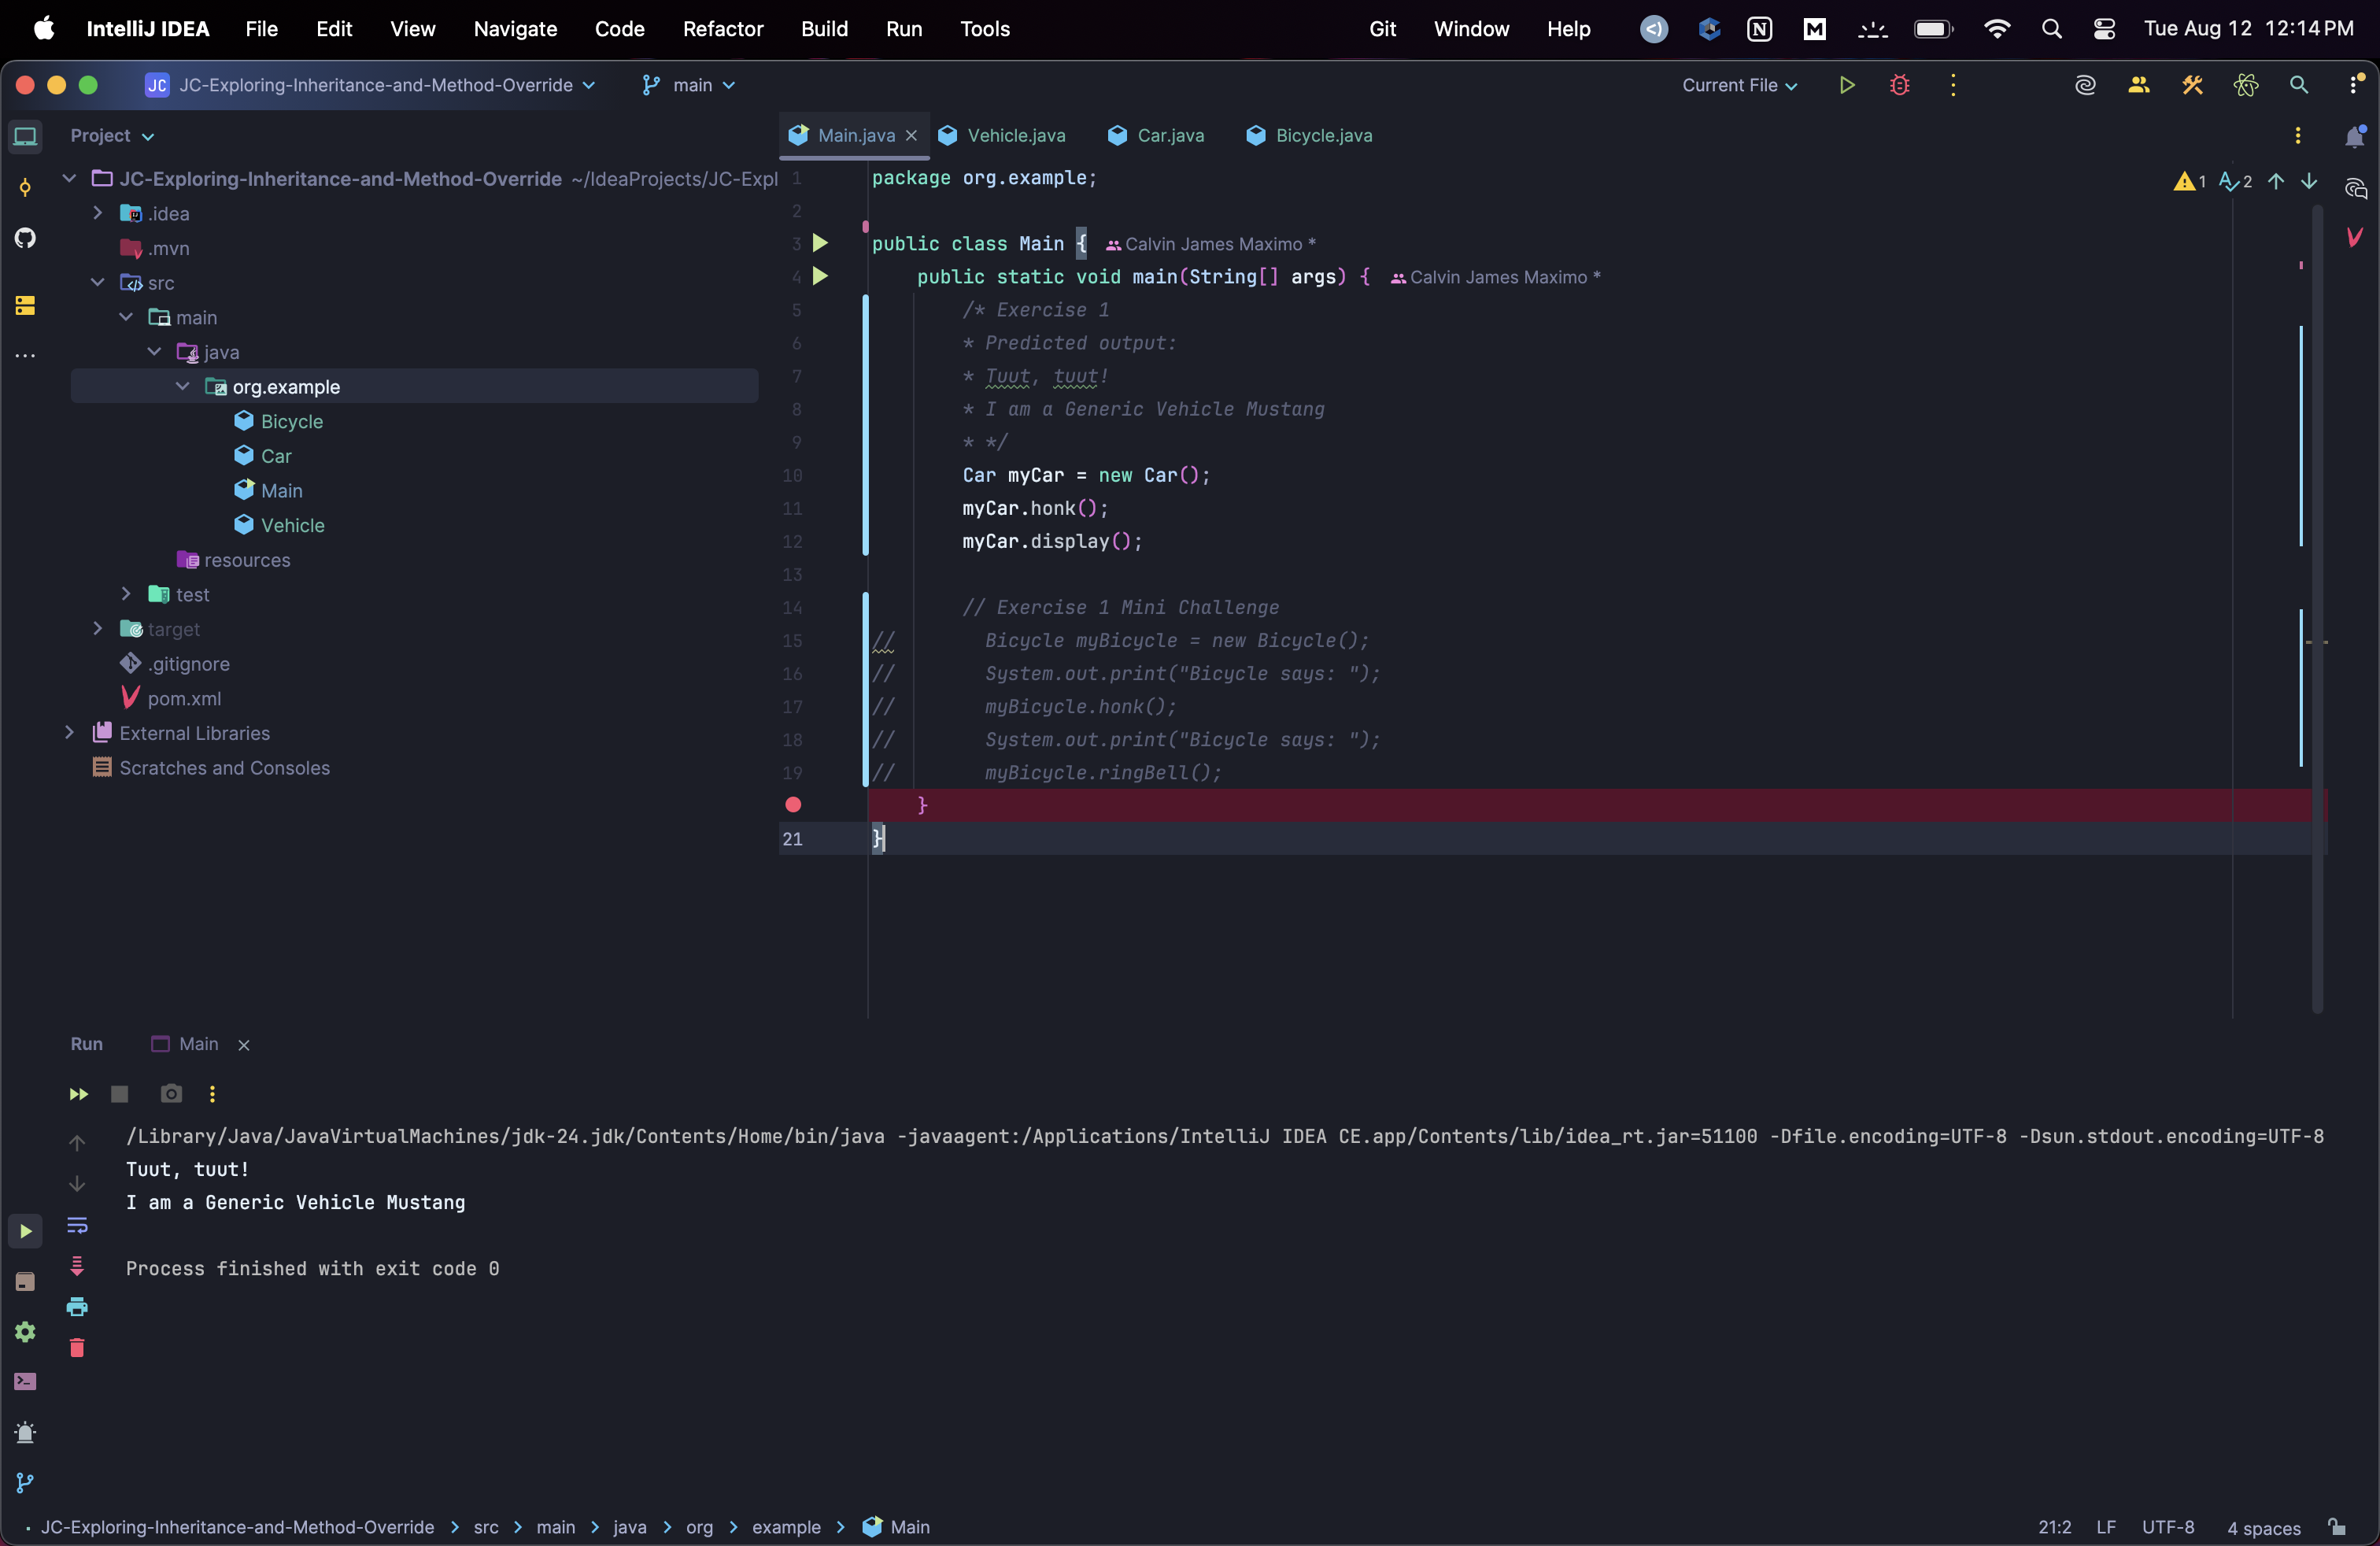 IntelliJ IDEA File Edit View Navigate Code Refactor Build Run Tools Git Window Help Tue Aug 12 12:14 PM
JC JC-Exploring-Inheritance-and-Method-Override main Current File
Project
JC-Exploring-Inheritance-and-Method-Override ~/IdeaProjects/JC-Expl
.idea
.mvn
src
main
java
org.example
Bicycle
Car
Main
Vehicle
resources
test
target
.gitignore
pom.xml
External Libraries
Scratches and Consoles
Main.java Vehicle.java Car.java Bicycle.java
1 package org.example; 1 2
2
3 public class Main { Calvin James Maximo *
4 public static void main(String[] args) { Calvin James Maximo *
5 /* Exercise 1
6 * Predicted output:
7 * Tuut, tuut!
8 * I am a Generic Vehicle Mustang
9 * */
10 Car myCar = new Car();
11 myCar.honk();
12 myCar.display();
13
14 // Exercise 1 Mini Challenge
15 // Bicycle myBicycle = new Bicycle();
16 // System.out.print("Bicycle says: ");
17 // myBicycle.honk();
18 // System.out.print("Bicycle says: ");
19 // myBicycle.ringBell();
}
21 }
Run Main
/Library/Java/JavaVirtualMachines/jdk-24.jdk/Contents/Home/bin/java -javaagent:/Applications/IntelliJ IDEA CE.app/Contents/lib/idea_rt.jar=51100 -Dfile.encoding=UTF-8 -Dsun.stdout.encoding=UTF-8
Tuut, tuut!
I am a Generic Vehicle Mustang
Process finished with exit code 0
JC-Exploring-Inheritance-and-Method-Override > src > main > java > org > example > Main 21:2 LF UTF-8 4 spaces